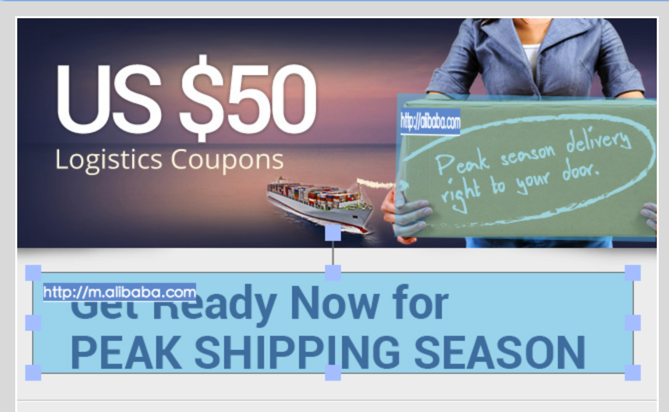 US $50
Logistics Coupons
http://alibaba.com
Peak season delivery
right to your door.
http://m.alibaba.com
Get Ready Now for
PEAK SHIPPING SEASON